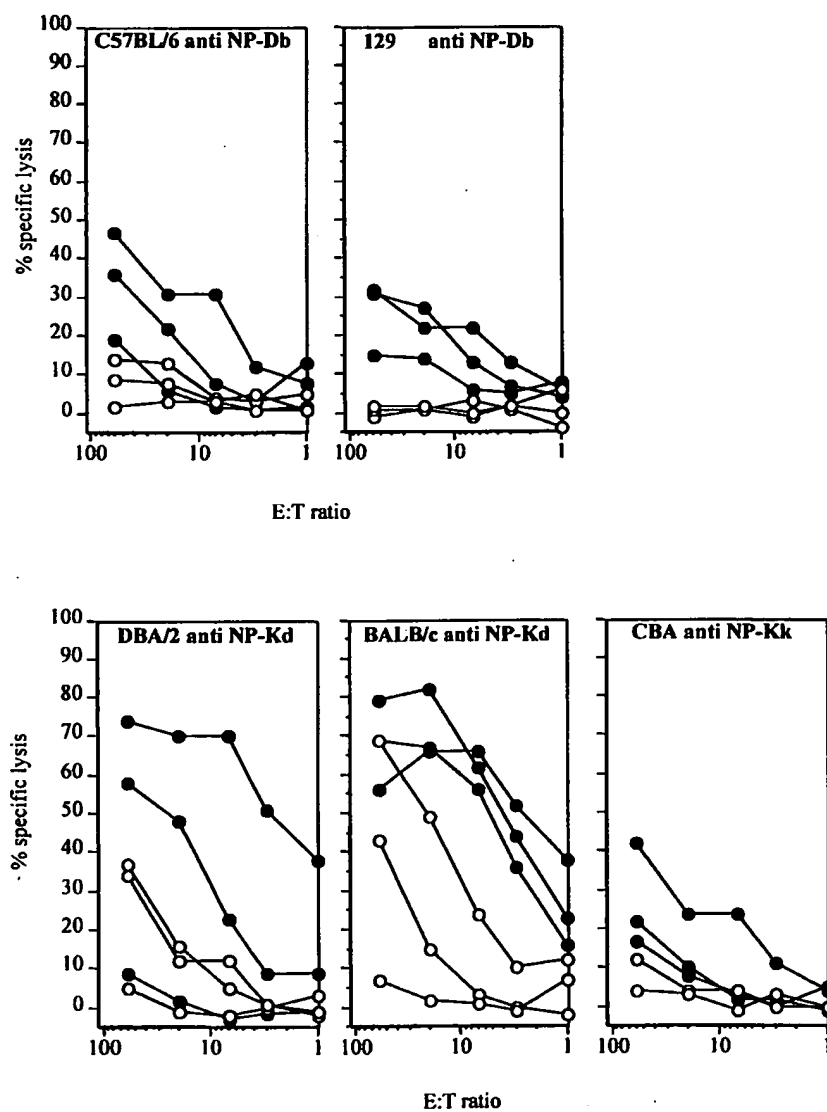 C57BL/6 anti NP-Db
129 anti NP-Db
100
90
80
70
60
50
40
30
20
10
0
% specific lysis
100 10 1
100 10 1
E:T ratio
DBA/2 anti NP-Kd
BALB/c anti NP-Kd
CBA anti NP-Kk
100
90
80
70
60
50
40
30
20
10
0
% specific lysis
100 10 1
100 10 1
100 10 1
E:T ratio